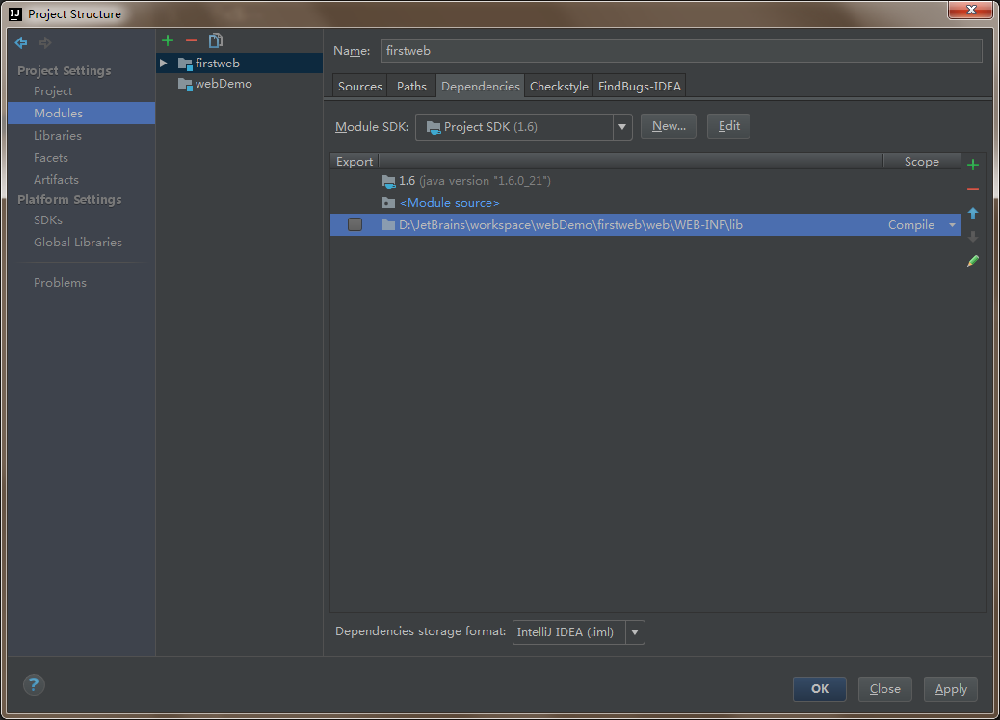 IJ Project Structure
Project Settings
Project
Modules
Libraries
Facets
Artifacts
Platform Settings
SDKs
Global Libraries
Problems
firstweb
webDemo
Name: firstweb
Sources Paths Dependencies Checkstyle FindBugs-IDEA
Module SDK: Project SDK (1.6) New... Edit
Export Scope
1.6 (java version "1.6.0_21")
<Module source>
D:\JetBrains\workspace\webDemo\firstweb\web\WEB-INF\lib Compile
Dependencies storage format: IntelliJ IDEA (.iml)
? OK Close Apply